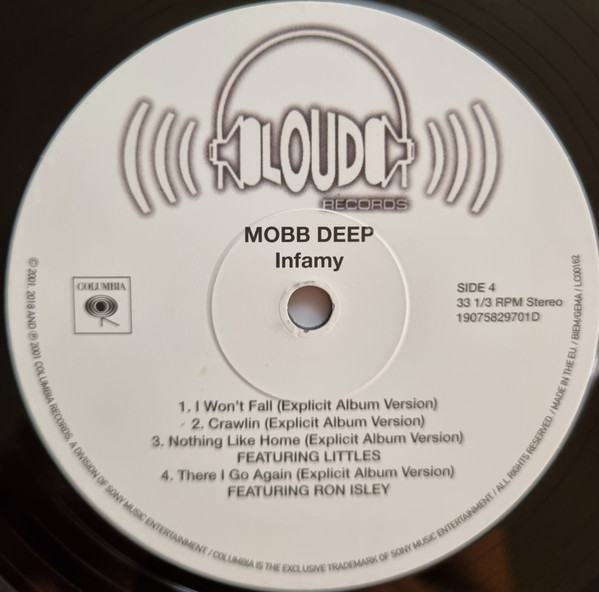 LOUD
RECORDS
MOBB DEEP
Infamy
COLUMBIA
SIDE 4
33 1/3 RPM Stereo
19075829701D
1. I Won't Fall (Explicit Album Version)
2. Crawlin (Explicit Album Version)
3. Nothing Like Home (Explicit Album Version)
FEATURING LITTLES
4. There I Go Again (Explicit Album Version)
FEATURING RON ISLEY
© 2001, 2018 AND ℗ 2001 COLUMBIA RECORDS, A DIVISION OF SONY MUSIC ENTERTAINMENT / COLUMBIA IS THE EXCLUSIVE TRADEMARK OF SONY MUSIC ENTERTAINMENT / ALL RIGHTS RESERVED. / MADE IN THE EU. / BIEM/GEMA / LC00162